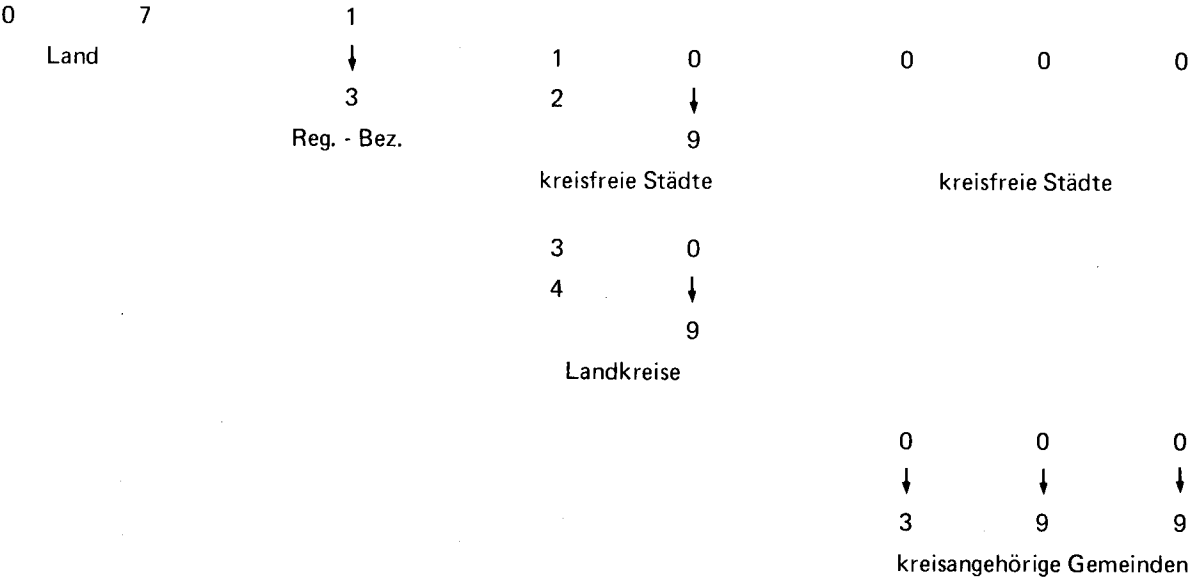 0 7 1
Land ↓ 1 0 0 0 0
3 2 ↓
Reg. - Bez. 9
kreisfreie Städte kreisfreie Städte
3 0
4 ↓
9
Landkreise
0 0 0
↓ ↓ ↓
3 9 9
kreisangehörige Gemeinden